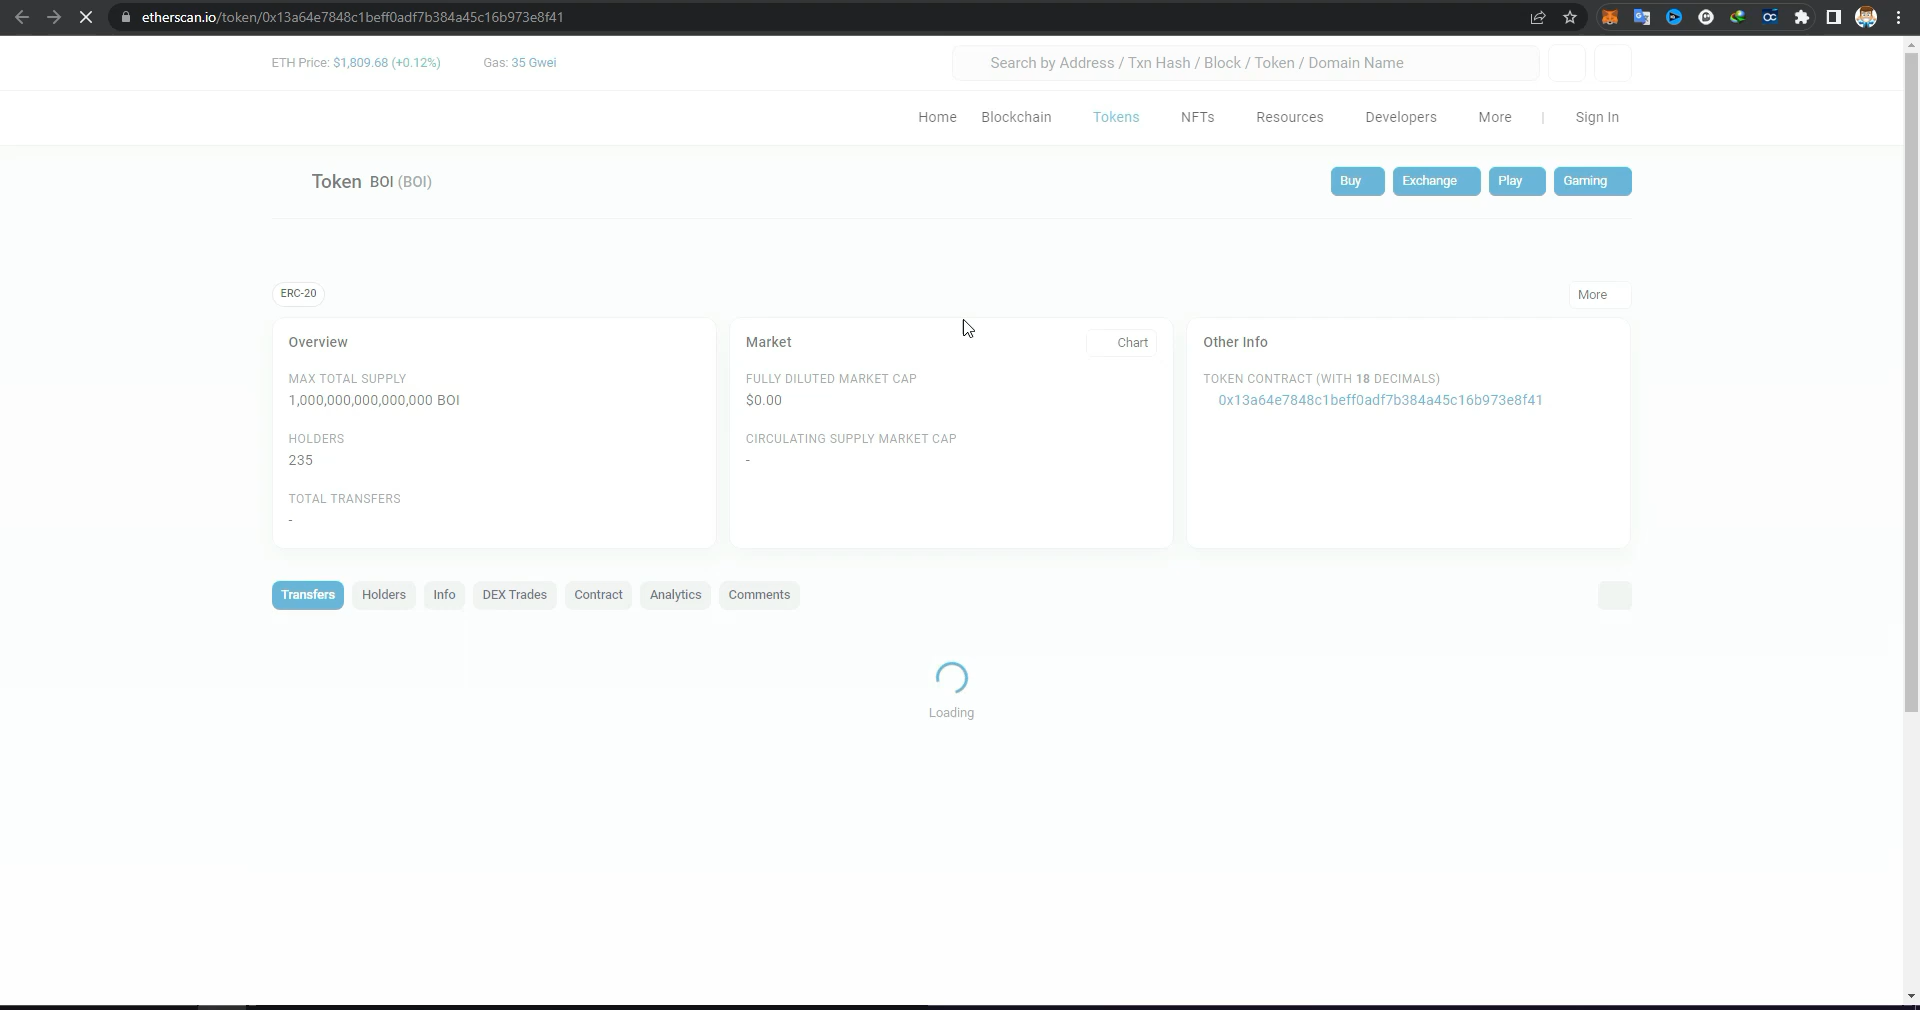 etherscan.io/token/0x13a64e7848c1beff0adf7b384a45c16b973e8f41
ETH Price: $1,809.68 (+0.12%) Gas: 35 Gwei
Search by Address / Txn Hash / Block / Token / Domain Name
Home Blockchain Tokens NFTs Resources Developers More | Sign In
Token BOI (BOI)
Buy Exchange Play Gaming
ERC-20
More
Overview
MAX TOTAL SUPPLY
1,000,000,000,000,000 BOI
HOLDERS
235
TOTAL TRANSFERS
-
Market
Chart
FULLY DILUTED MARKET CAP
$0.00
CIRCULATING SUPPLY MARKET CAP
-
Other Info
TOKEN CONTRACT (WITH 18 DECIMALS)
0x13a64e7848c1beff0adf7b384a45c16b973e8f41
Transfers Holders Info DEX Trades Contract Analytics Comments
Loading